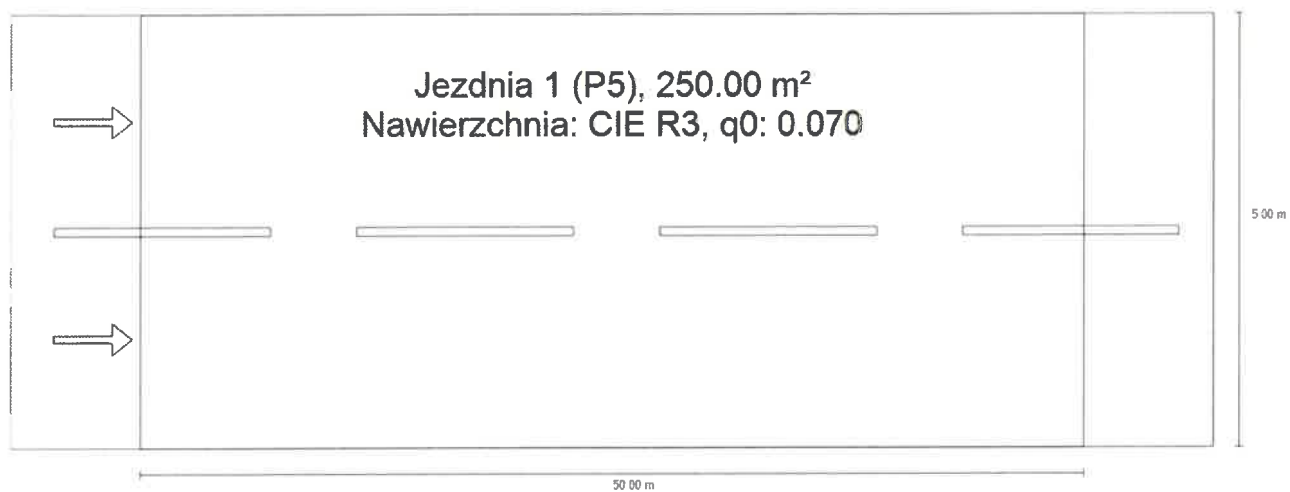 Jezdnia 1 (P5), 250.00 m²
Nawierzchnia: CIE R3, q0: 0.070
5.00 m
50.00 m